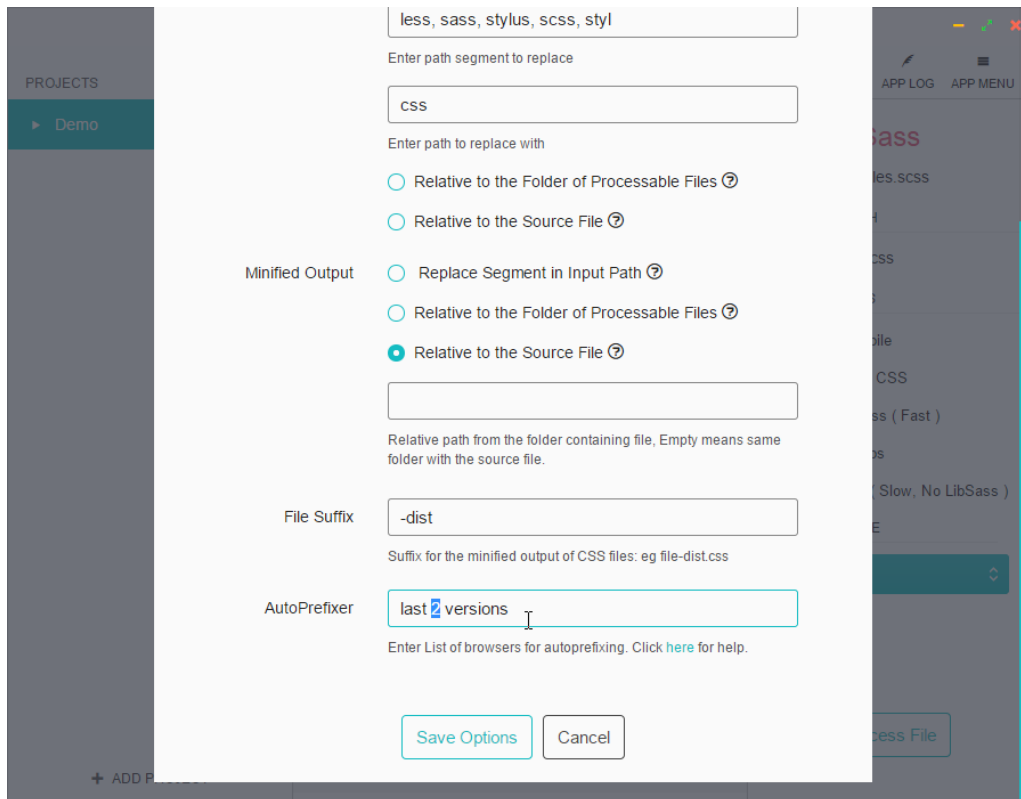 less, sass, stylus, scss, styl
Enter path segment to replace
PROJECTS
APP LOG
APP MENU
css
Demo
Sass
Enter path to replace with
les.scss
Relative to the Folder of Processable Files
Relative to the Source File
Minified Output
Replace Segment in Input Path
Relative to the Folder of Processable Files
Relative to the Source File
CSS
ss ( Fast )
Relative path from the folder containing file, Empty means same
folder with the source file.
( Slow, No LibSass )
File Suffix
-dist
Suffix for the minified output of CSS files: eg file-dist.css
AutoPrefixer
last 2 versions
Enter List of browsers for autoprefixing. Click here for help.
Save Options
Cancel
cess File
+ ADD P